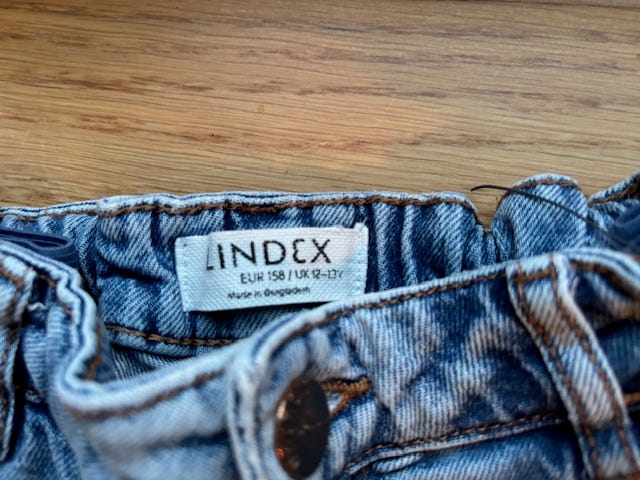 LINDEX
EUR 158 / UK 12-13Y
Made in Bangladesh